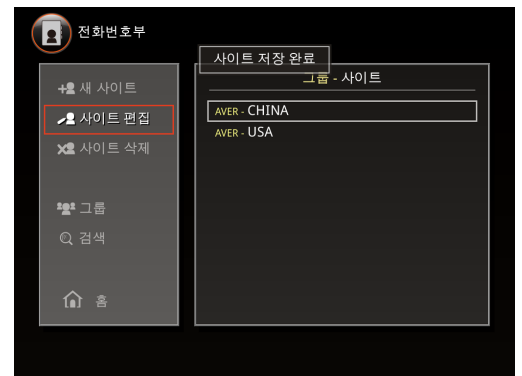 전화번호부
사이트 저장 완료
그룹 - 사이트
새 사이트
사이트 편집
사이트 삭제
그룹
검색
홈
AVER - CHINA
AVER - USA